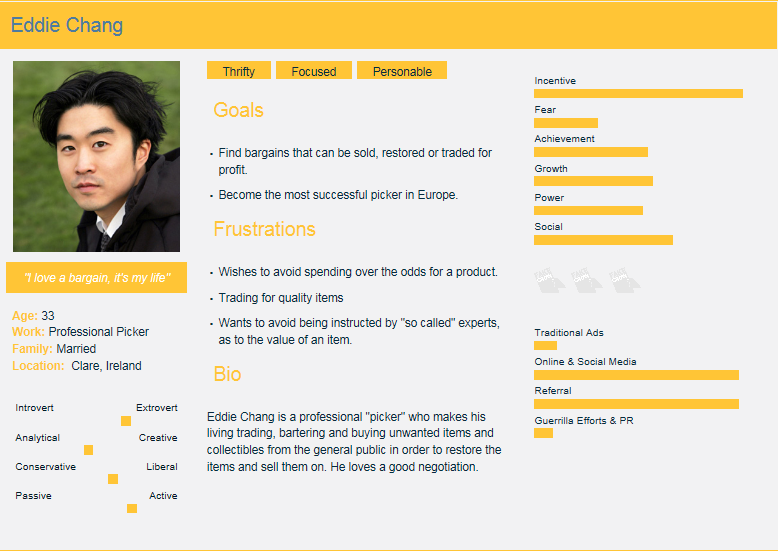 Eddie Chang
Thrifty Focused Personable
"I love a bargain, it's my life"
Age: 33
Work: Professional Picker
Family: Married
Location: Clare, Ireland
Introvert Extrovert
Analytical Creative
Conservative Liberal
Passive Active
Goals
• Find bargains that can be sold, restored or traded for
profit.
• Become the most successful picker in Europe.
Frustrations
• Wishes to avoid spending over the odds for a product.
• Trading for quality items
• Wants to avoid being instructed by "so called" experts,
as to the value of an item.
Bio
Eddie Chang is a professional "picker" who makes his
living trading, bartering and buying unwanted items and
collectibles from the general public in order to restore the
items and sell them on. He loves a good negotiation.
Incentive
Fear
Achievement
Growth
Power
Social
Traditional Ads
Online & Social Media
Referral
Guerrilla Efforts & PR